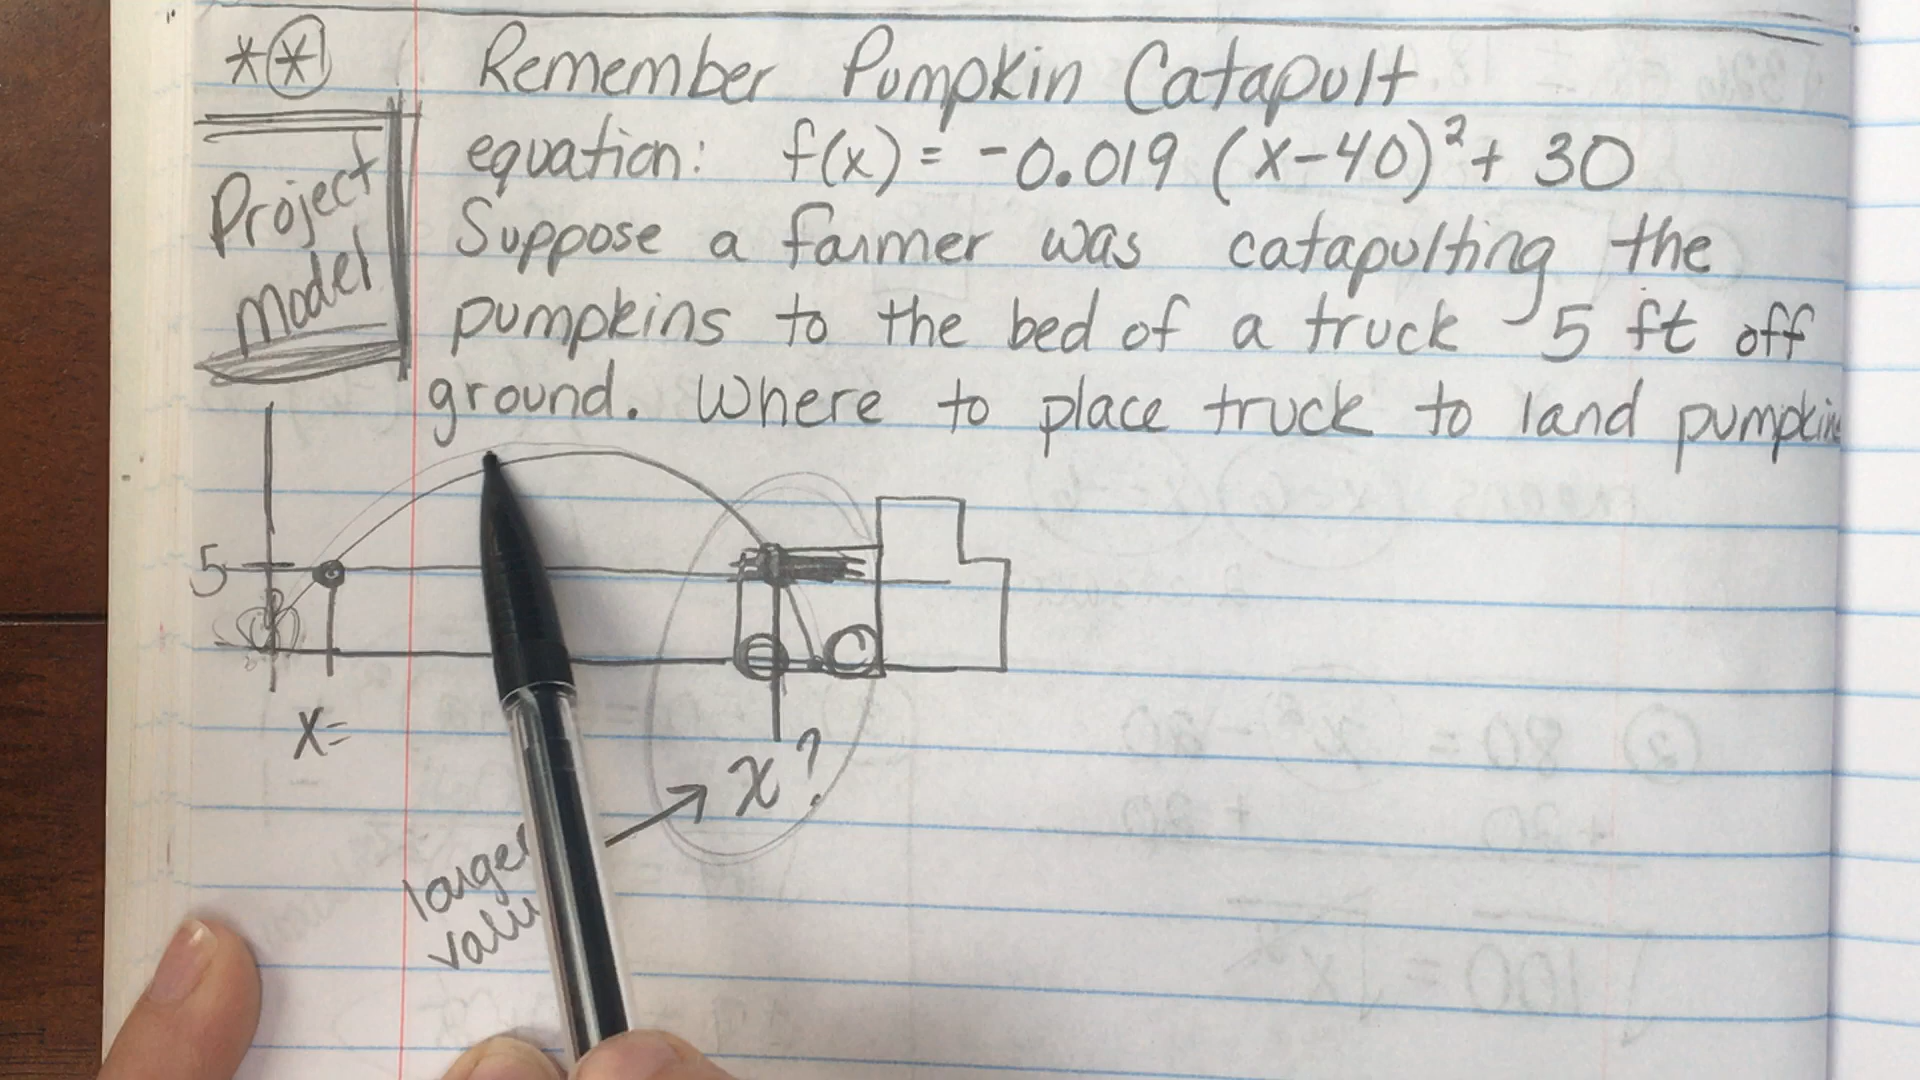 **
Project
Model
Remember Pumpkin Catapult
equation: f(x) = -0.019 (x-40)² + 30
Suppose a farmer was catapulting the
pumpkins to the bed of a truck 5 ft off
ground. Where to place truck to land pumpkins
5
x=
x?
larger
value